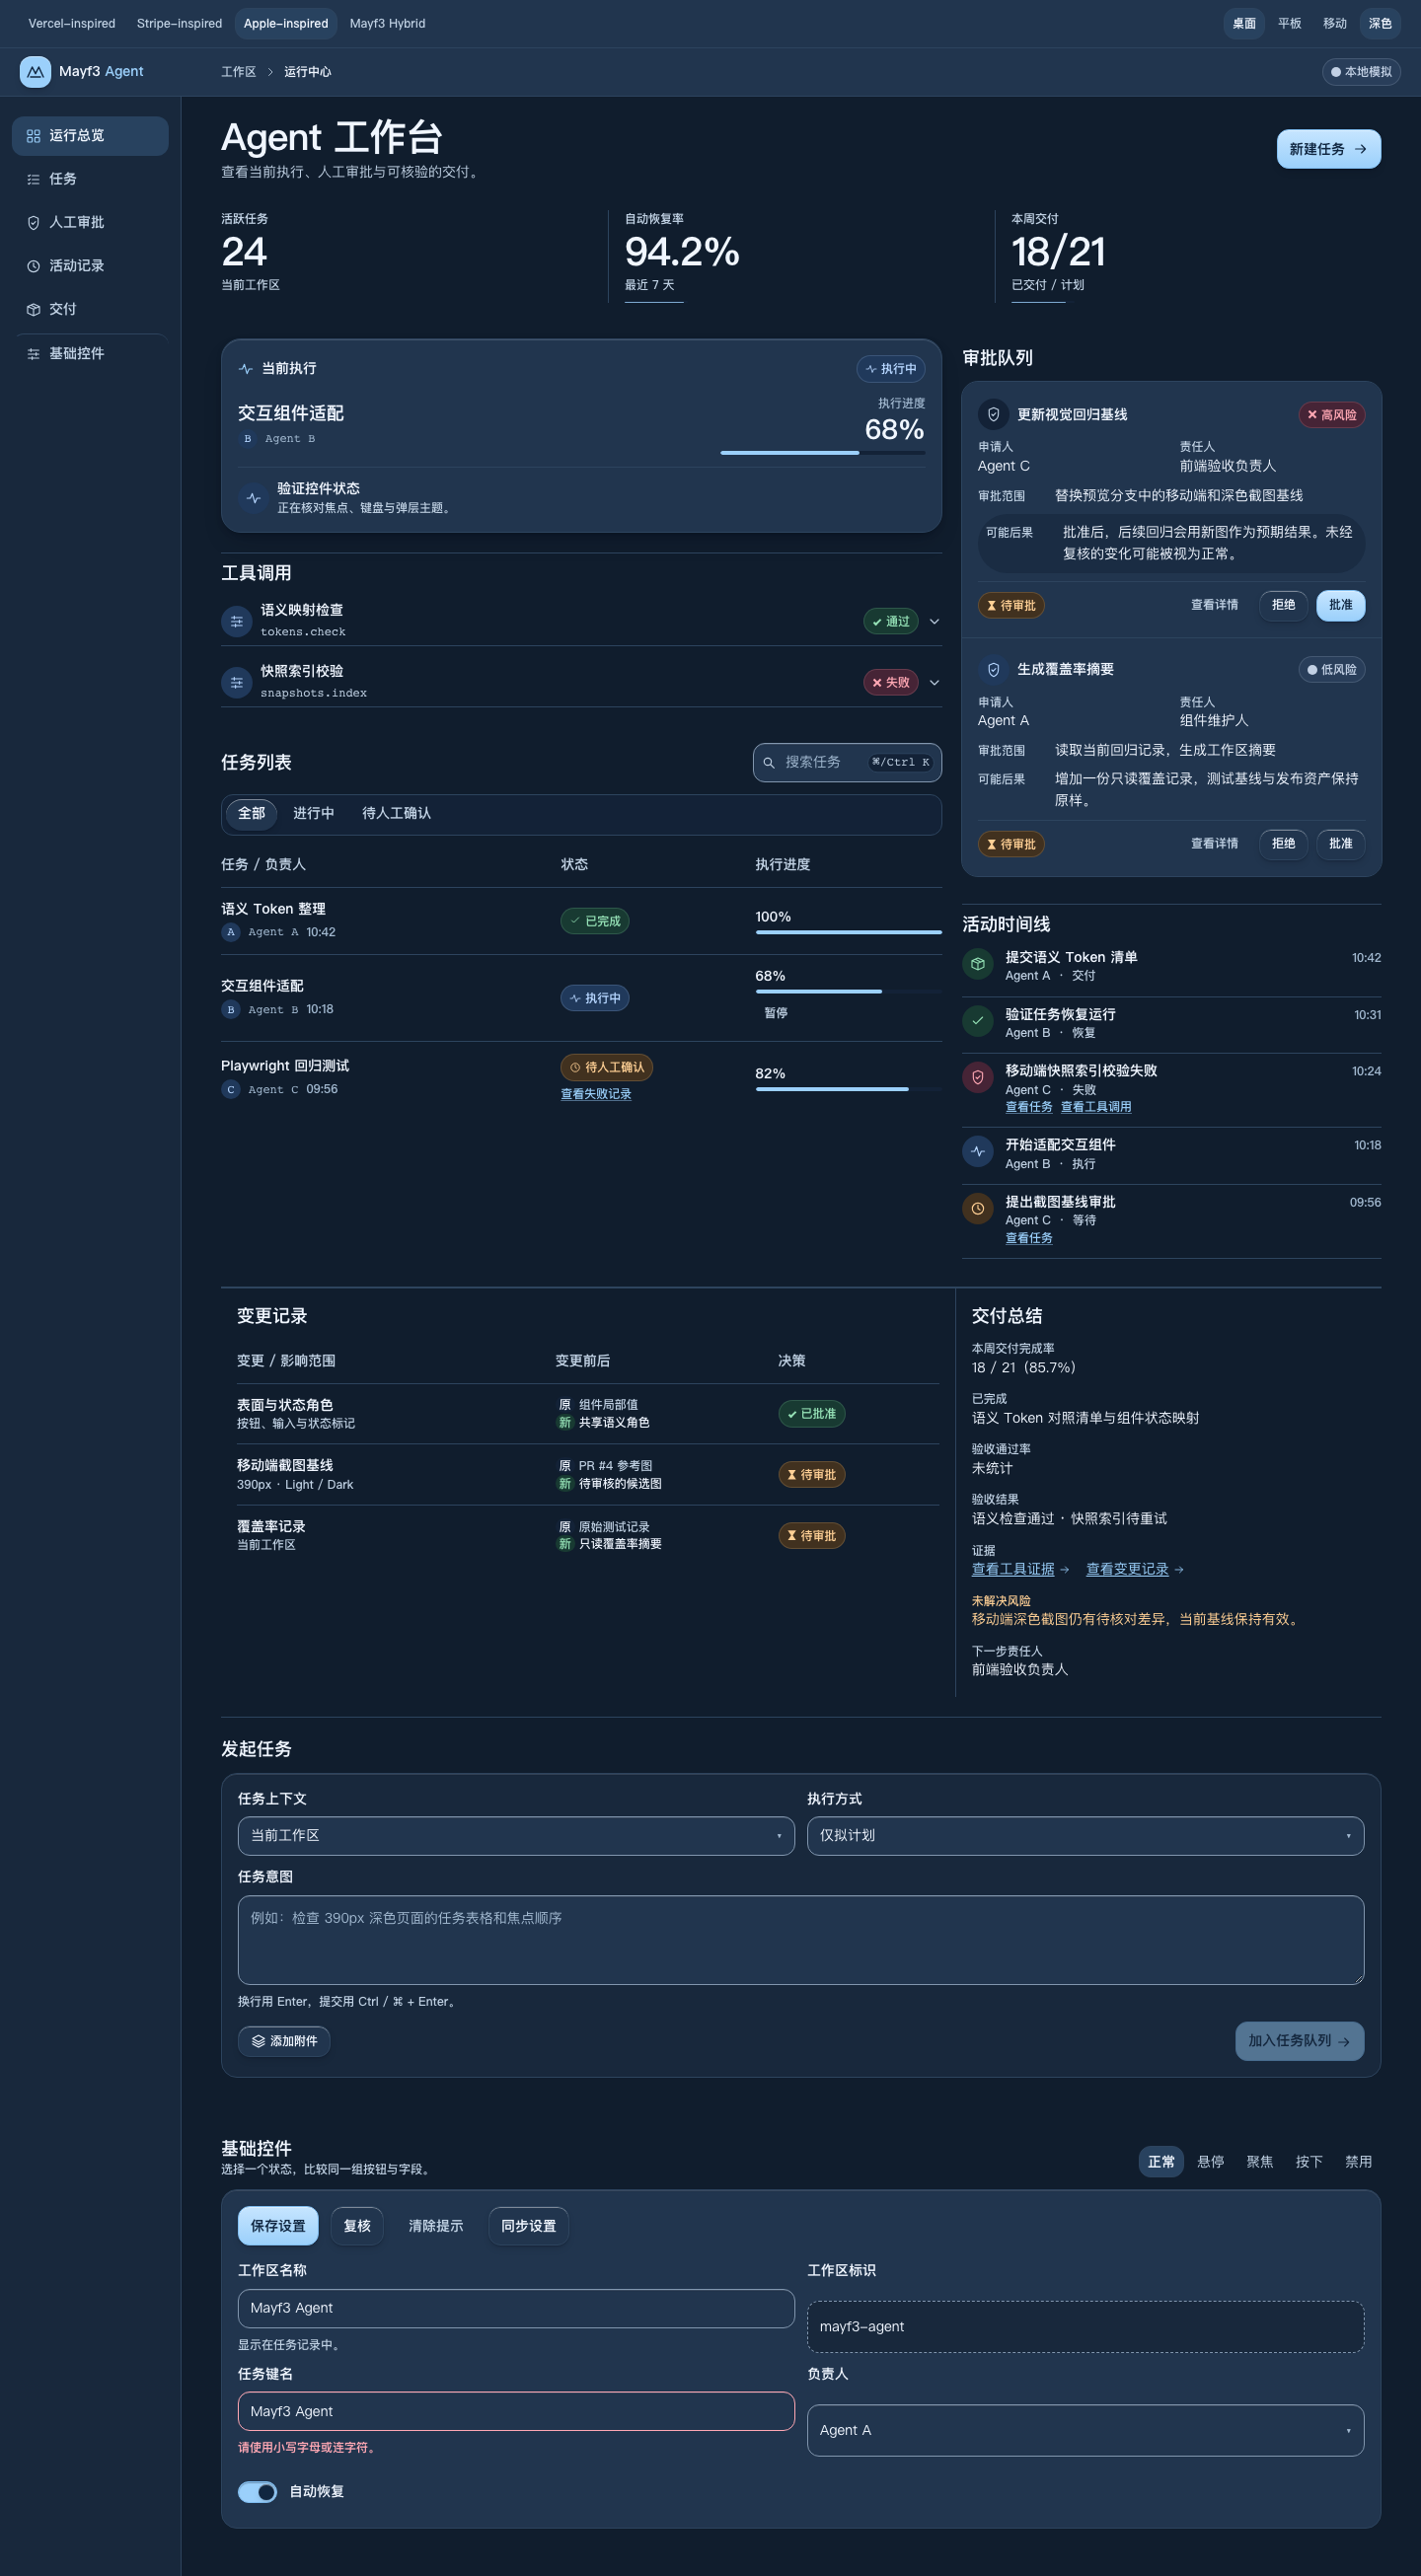 Vercel-inspired Stripe-inspired Apple-inspired Mayf3 Hybrid 桌面 平板 移动 深色
Mayf3 Agent 工作区 运行中心 本地模拟
运行总览
任务
人工审批
活动记录
交付
基础控件
Agent 工作台
查看当前执行、人工审批与可核验的交付。
新建任务 →
活跃任务
24
当前工作区
自动恢复率
94.2%
最近 7 天
本周交付
18/21
已交付 / 计划
当前执行 执行中
交互组件适配
B Agent B
执行进度
68%
验证控件状态
正在核对焦点、键盘与弹层主题。
工具调用
语义映射检查
tokens.check
通过
快照索引校验
snapshots.index
失败
任务列表
搜索任务 ⌘/Ctrl K
全部 进行中 待人工确认
任务 / 负责人 状态 执行进度
语义 Token 整理
A Agent A 10:42
已完成
100%
交互组件适配
B Agent B 10:18
执行中
68%
暂停
Playwright 回归测试
C Agent C 09:56
待人工确认
查看失败记录
82%
审批队列
更新视觉回归基线 高风险
申请人 责任人
Agent C 前端验收负责人
审批范围 替换预览分支中的移动端和深色截图基线
可能后果 批准后，后续回归会用新图作为预期结果。未经
复核的变化可能被视为正常。
待审批 查看详情 拒绝 批准
生成覆盖率摘要 低风险
申请人 责任人
Agent A 组件维护人
审批范围 读取当前回归记录，生成工作区摘要
可能后果 增加一份只读覆盖记录，测试基线与发布资产保持
原样。
待审批 查看详情 拒绝 批准
活动时间线
提交语义 Token 清单 10:42
Agent A · 交付
验证任务恢复运行 10:31
Agent B · 恢复
移动端快照索引校验失败 10:24
Agent C · 失败
查看任务 查看工具调用
开始适配交互组件 10:18
Agent B · 执行
提出截图基线审批 09:56
Agent C · 等待
查看任务
变更记录
变更 / 影响范围 变更前后 决策
表面与状态角色
按钮、输入与状态标记
原 组件局部值
新 共享语义角色
已批准
移动端截图基线
390px · Light / Dark
原 PR #4 参考图
新 待审核的候选图
待审批
覆盖率记录
当前工作区
原 原始测试记录
新 只读覆盖率摘要
待审批
交付总结
本周交付完成率
18 / 21（85.7%）
已完成
语义 Token 对照清单与组件状态映射
验收通过率
未统计
验收结果
语义检查通过 · 快照索引待重试
证据
查看工具证据 → 查看变更记录 →
未解决风险
移动端深色截图仍有待核对差异，当前基线保持有效。
下一步责任人
前端验收负责人
发起任务
任务上下文 执行方式
当前工作区 仅拟计划
任务意图
例如：检查 390px 深色页面的任务表格和焦点顺序
换行用 Enter，提交用 Ctrl / ⌘ + Enter。
添加附件 加入任务队列 →
基础控件
选择一个状态，比较同一组按钮与字段。
正常 悬停 聚焦 按下 禁用
保存设置 复核 清除提示 同步设置
工作区名称 工作区标识
Mayf3 Agent mayf3-agent
显示在任务记录中。
任务键名 负责人
Mayf3 Agent Agent A
请使用小写字母或连字符。
自动恢复